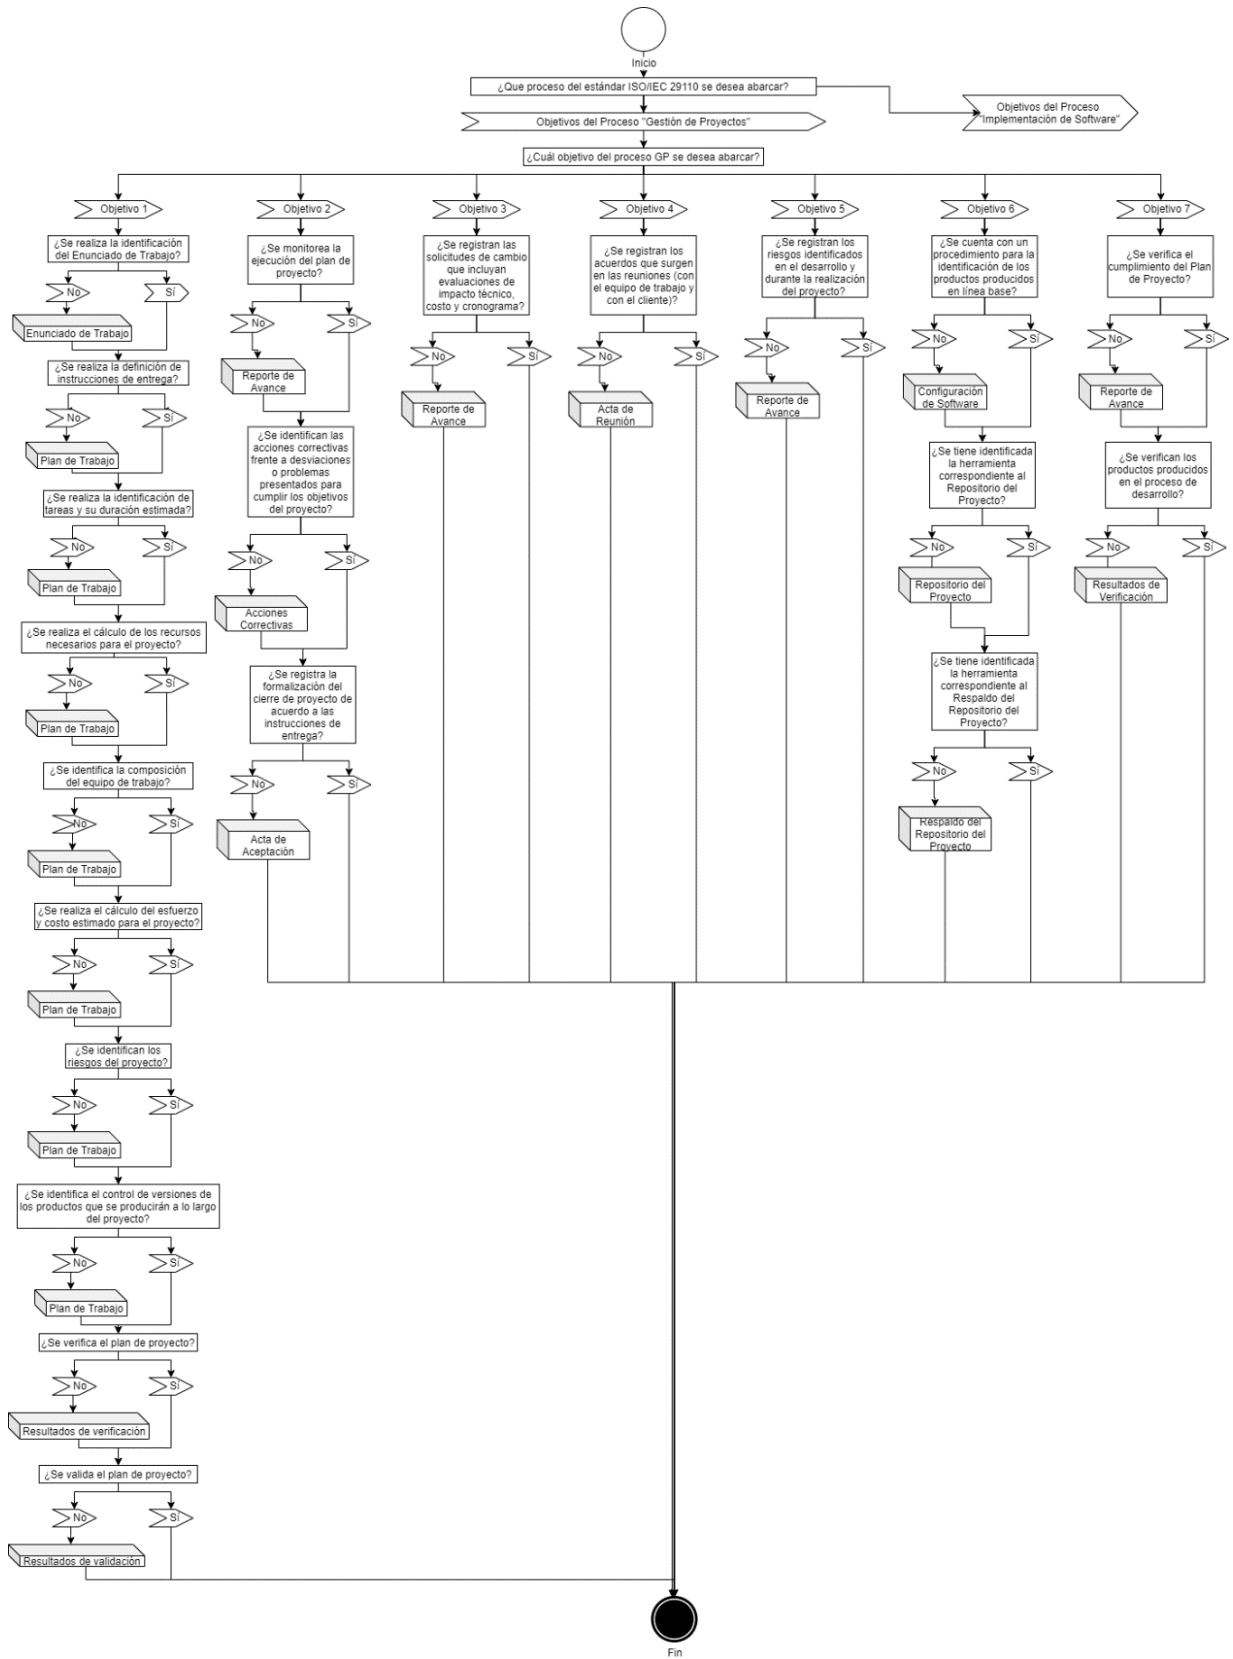 Inicio
¿Que proceso del estándar ISO/IEC 29110 se desea abarcar?
Objetivos del Proceso
"Implementación de Software"
Objetivos del Proceso "Gestión de Proyectos"
¿Cuál objetivo del proceso GP se desea abarcar?
Objetivo 1
¿Se realiza la identificación
del Enunciado de Trabajo?
No
Sí
Enunciado de Trabajo
¿Se realiza la definición de
instrucciones de entrega?
No
Sí
Plan de Trabajo
¿Se realiza la identificación de
tareas y su duración estimada?
No
Sí
Plan de Trabajo
¿Se realiza el cálculo de los recursos
necesarios para el proyecto?
No
Sí
Plan de Trabajo
¿Se identifica la composición
del equipo de trabajo?
No
Sí
Plan de Trabajo
¿Se realiza el cálculo del esfuerzo
y costo estimado para el proyecto?
No
Sí
Plan de Trabajo
¿Se identifican los
riesgos del proyecto?
No
Sí
Plan de Trabajo
¿Se identifica el control de versiones de
los productos que se producirán a lo largo
del proyecto?
No
Sí
Plan de Trabajo
¿Se verifica el plan de proyecto?
No
Sí
Resultados de verificación
¿Se valida el plan de proyecto?
No
Sí
Resultados de validación
Objetivo 2
¿Se monitorea la
ejecución del plan de
proyecto?
No
Sí
Reporte de
Avance
¿Se identifican las
acciones correctivas
frente a desviaciones
o problemas
presentados para
cumplir los objetivos
del proyecto?
No
Sí
Acciones
Correctivas
¿Se registra la
formalización del
cierre de proyecto de
acuerdo a las
instrucciones de
entrega?
No
Sí
Acta de
Aceptación
Objetivo 3
¿Se registran las
solicitudes de cambio
que incluyan
evaluaciones de
impacto técnico,
costo y cronograma?
No
Sí
Reporte de
Avance
Objetivo 4
¿Se registran los
acuerdos que surgen
en las reuniones (con
el equipo de trabajo y
con el cliente)?
No
Sí
Acta de
Reunión
Objetivo 5
¿Se registran los
riesgos identificados
en el desarrollo y
durante la realización
del proyecto?
No
Sí
Reporte de
Avance
Objetivo 6
¿Se cuenta con un
procedimiento para la
identificación de los
productos producidos
en línea base?
No
Sí
Configuración
de Software
¿Se tiene identificada
la herramienta
correspondiente al
Repositorio del
Proyecto?
No
Sí
Repositorio del
Proyecto
¿Se tiene identificada
la herramienta
correspondiente al
Respaldo del
Repositorio del
Proyecto?
No
Sí
Respaldo del
Repositorio del
Proyecto
Objetivo 7
¿Se verifica el
cumplimiento del Plan
de Proyecto?
No
Sí
Reporte de
Avance
¿Se verifican los
productos producidos
en el proceso de
desarrollo?
No
Sí
Resultados de
Verificación
Fin